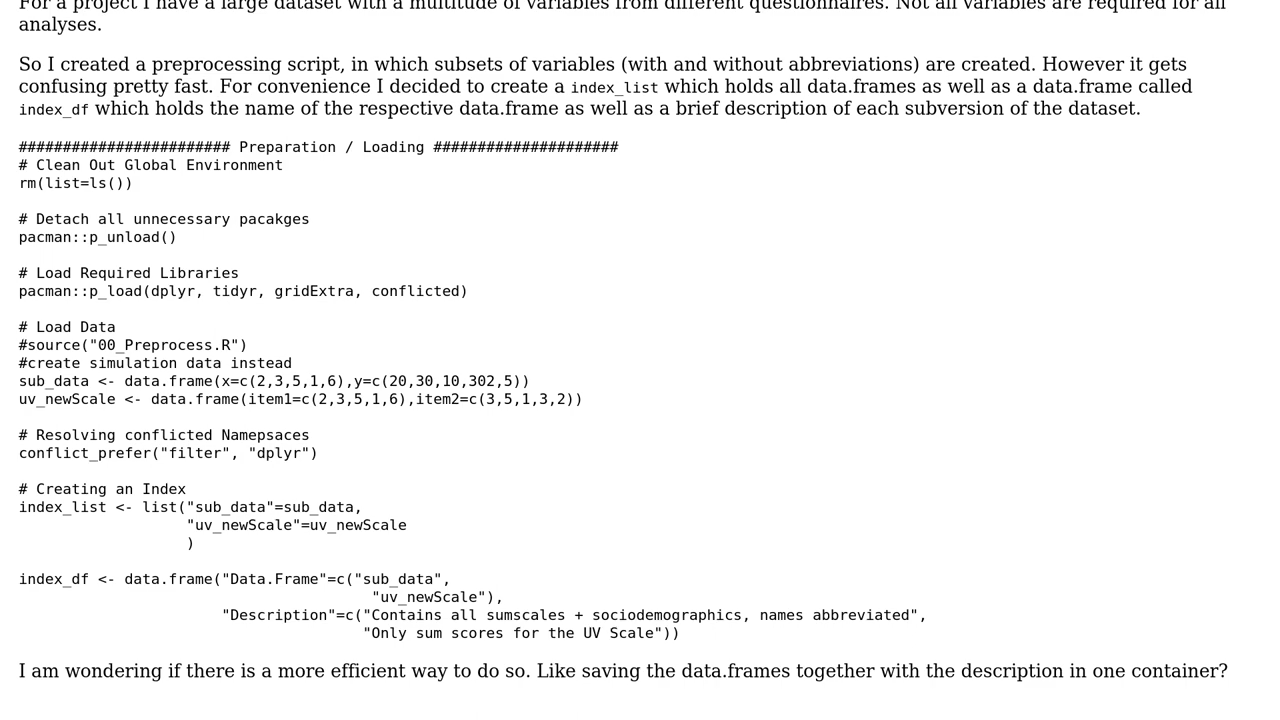 For a project I have a large dataset with a multitude of variables from different questionnaires. Not all variables are required for all
analyses.
So I created a preprocessing script, in which subsets of variables (with and without abbreviations) are created. However it gets
confusing pretty fast. For convenience I decided to create a index_list which holds all data.frames as well as a data.frame called
index_df which holds the name of the respective data.frame as well as a brief description of each subversion of the dataset.
######################## Preparation / Loading #####################
# Clean Out Global Environment
rm(list=ls())
# Detach all unnecessary pacakges
pacman::p_unload()
# Load Required Libraries
pacman::p_load(dplyr, tidyr, gridExtra, conflicted)
# Load Data
#source("00_Preprocess.R")
#create simulation data instead
sub_data <- data.frame(x=c(2,3,5,1,6),y=c(20,30,10,302,5))
uv_newScale <- data.frame(item1=c(2,3,5,1,6),item2=c(3,5,1,3,2))
# Resolving conflicted Namepsaces
conflict_prefer("filter", "dplyr")
# Creating an Index
index_list <- list("sub_data"=sub_data,
"uv_newScale"=uv_newScale
)
index_df <- data.frame("Data.Frame"=c("sub_data",
"uv_newScale"),
"Description"=c("Contains all sumscales + sociodemographics, names abbreviated",
"Only sum scores for the UV Scale"))
I am wondering if there is a more efficient way to do so. Like saving the data.frames together with the description in one container?